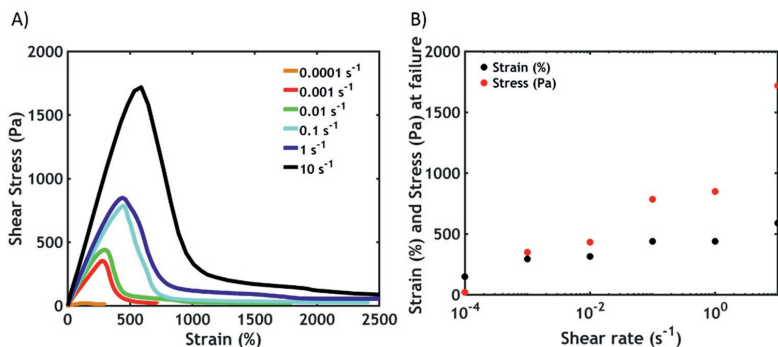 A)
Shear Stress (Pa)
2000
1500
1000
500
0
0.0001 s⁻¹
0.001 s⁻¹
0.01 s⁻¹
0.1 s⁻¹
1 s⁻¹
10 s⁻¹
0 500 1000 1500 2000 2500
Strain (%)
B)
Strain (%) and Stress (Pa) at failure
2000
1500
1000
500
0
Strain (%)
Stress (Pa)
10⁻⁴ 10⁻² 10⁰
Shear rate (s⁻¹)